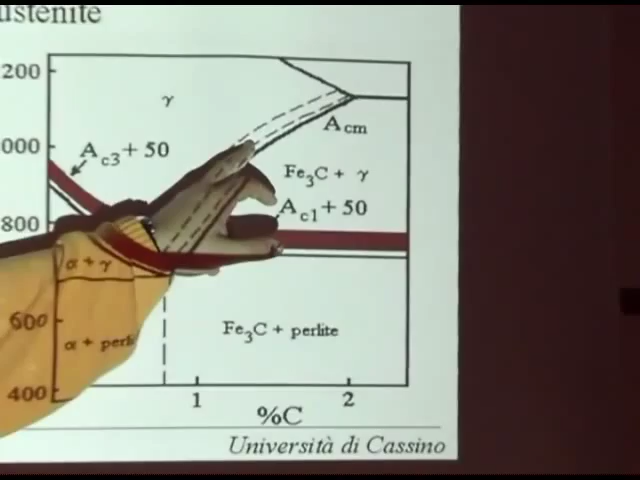 ustenite
200
γ
Acm
000
Ac3 + 50
Fe3C + γ
Ac1 + 50
800
α + γ
600
Fe3C + perlite
α + perl
400
1
2
%C
Università di Cassino